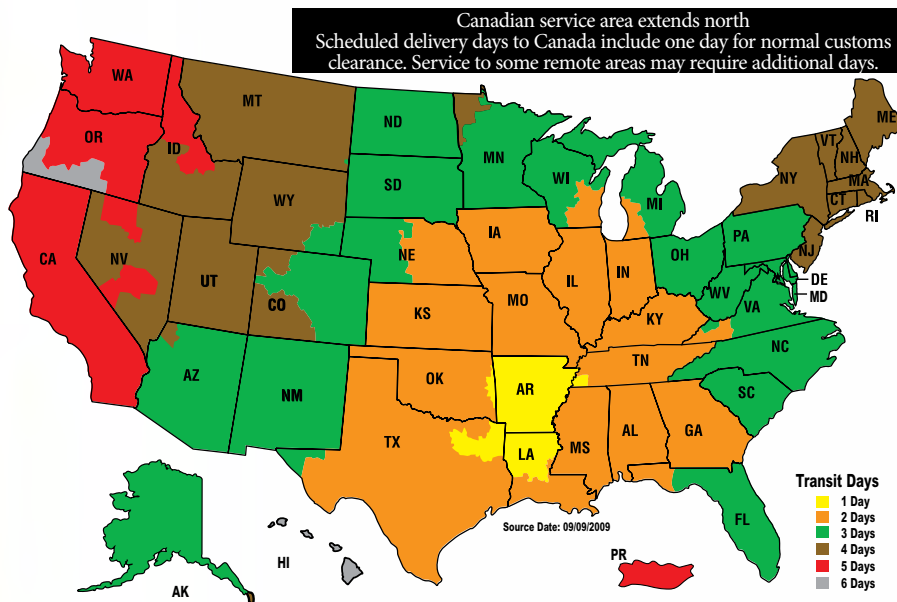 Canadian service area extends north
Scheduled delivery days to Canada include one day for normal customs
clearance. Service to some remote areas may require additional days.
WA
MT
ND
MN
ME
OR
ID
VT
NH
WI
MI
NY
MA
SD
WY
CT
RI
IA
PA
NJ
CA
NV
NE
OH
UT
IL
IN
DE
CO
WV
MD
MO
VA
KS
KY
NC
TN
AZ
OK
AR
NM
SC
TX
MS
AL
GA
LA
Transit Days
1 Day
2 Days
3 Days
4 Days
5 Days
6 Days
FL
Source Date: 09/09/2009
HI
PR
AK